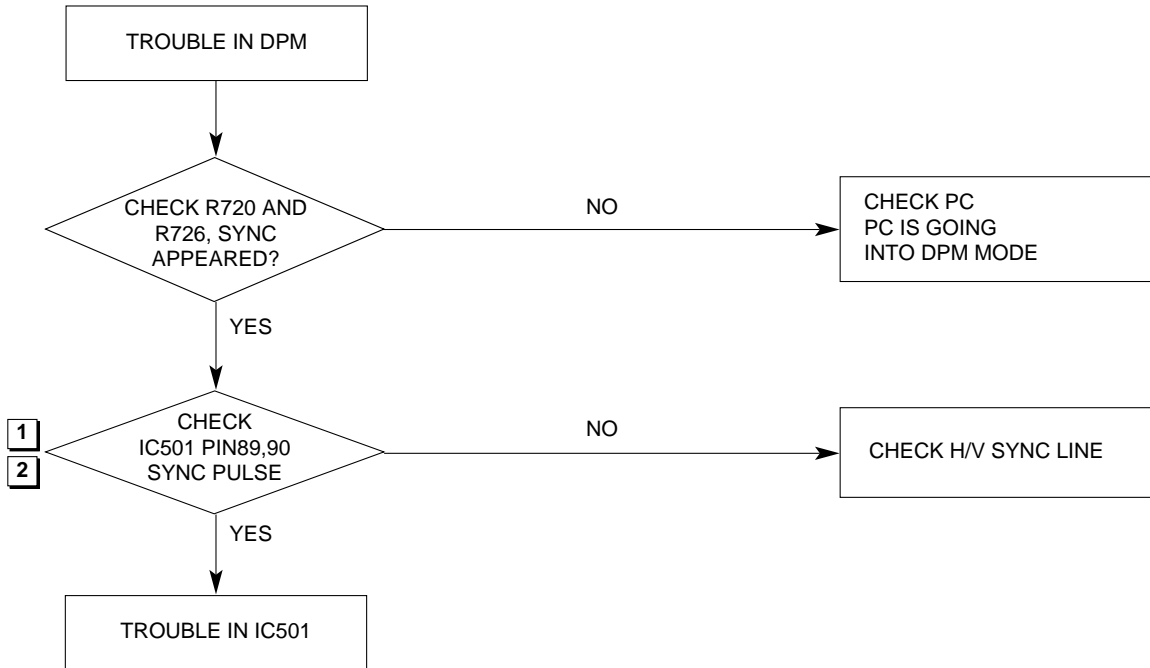 TROUBLE IN DPM
CHECK R720 AND
R726, SYNC
APPEARED?
NO
CHECK PC
PC IS GOING
INTO DPM MODE
YES
1
2
CHECK
IC501 PIN89,90
SYNC PULSE
NO
CHECK H/V SYNC LINE
YES
TROUBLE IN IC501